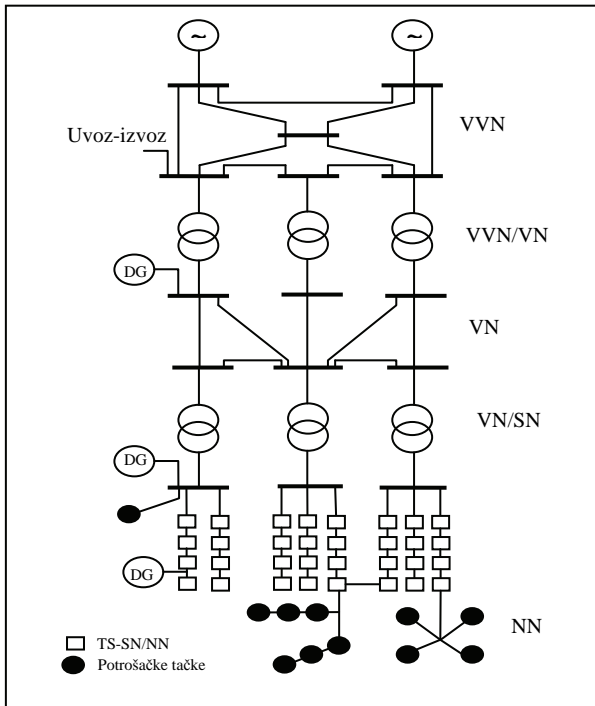 ~ ~
VVN
Uvoz-izvoz
VVN/VN
DG
VN
VN/SN
DG
DG
NN
TS-SN/NN
Potrošačke tačke